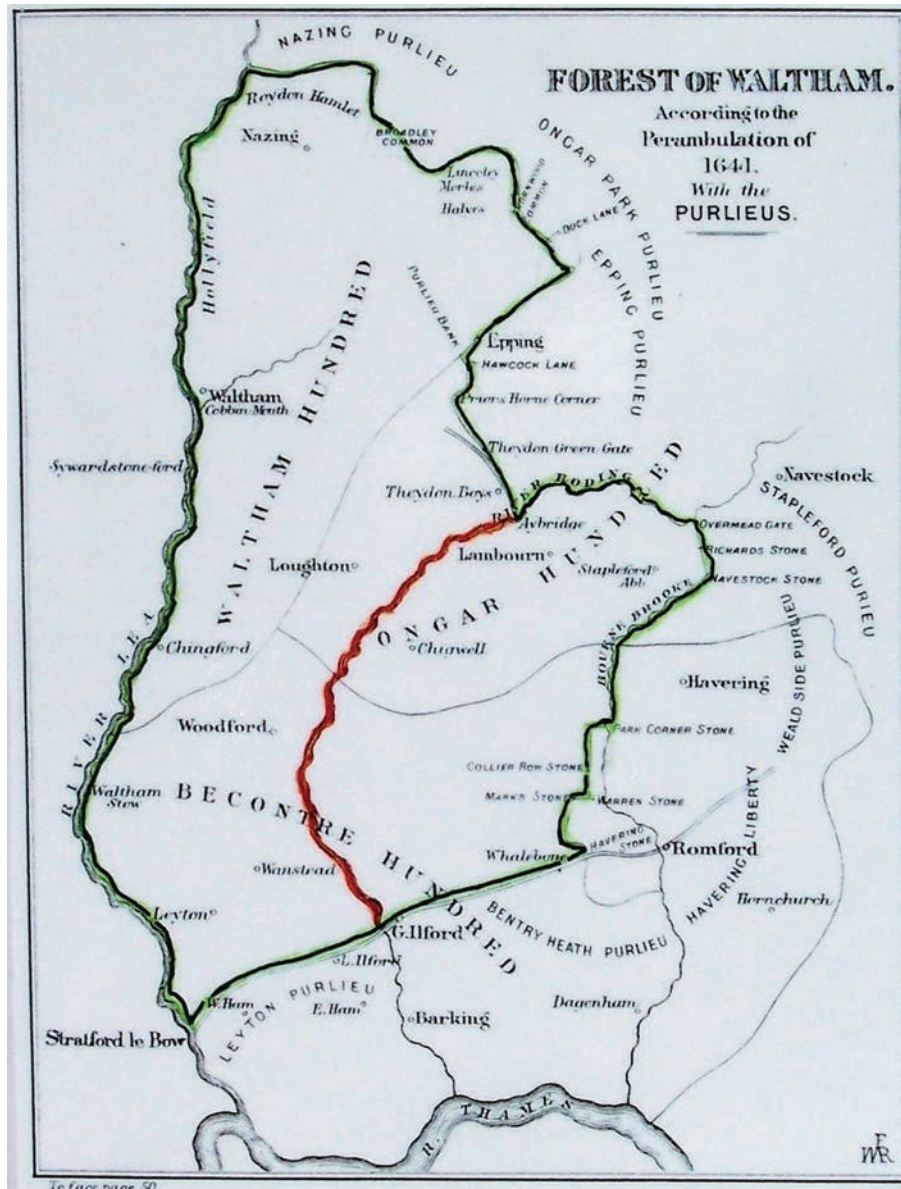 NAZING PURLIEU
FOREST OF WALTHAM.
According to the
Perambulation of
1641.
With the
PURLIEUS.
Roydon Hamlet
Nazing
BROADLEY
COMMON
ONGAR PARK PURLIEU
Merles
Halves
COMMON
DUCK LANE
EPPING PURLIEU
Hollyfield
PURLIEU BANK
WALTHAM HUNDRED
Epping
HAWCOCK LANE
Waltham
Cobbin Mouth
Priors Horne Corner
Theydon Green Gate
Sywardstone-ford
Theydon Boys
RIVER RODING
Navestock
STAPLEFORD PURLIEU
Aybridge
OVERMEAD GATE
RICHARDS STONE
Lambourn
Loughton
Stapleford
Abb
NAVESTOCK STONE
ONGAR HUNDRED
BOURNE BROOKE
Chingford
Chigwell
RIVER LEA
Havering
WEALD SIDE PURLIEU
Woodford
PARK CORNER STONE
COLLIER ROW STONE
Waltham
Stow
BECONTRE HUNDRED
MARKS STONE
WARREN STONE
HAVERING LIBERTY
Whalebone
HAVERING
STONE
Romford
Wanstead
Hornchurch
Leyton
G.Ilford
BENTRY HEATH PURLIEU
L.Ilford
LEYTON PURLIEU
W.Ham
E.Ham
Barking
Dagenham
Stratford le Bow
R. THAMES
To face page 50